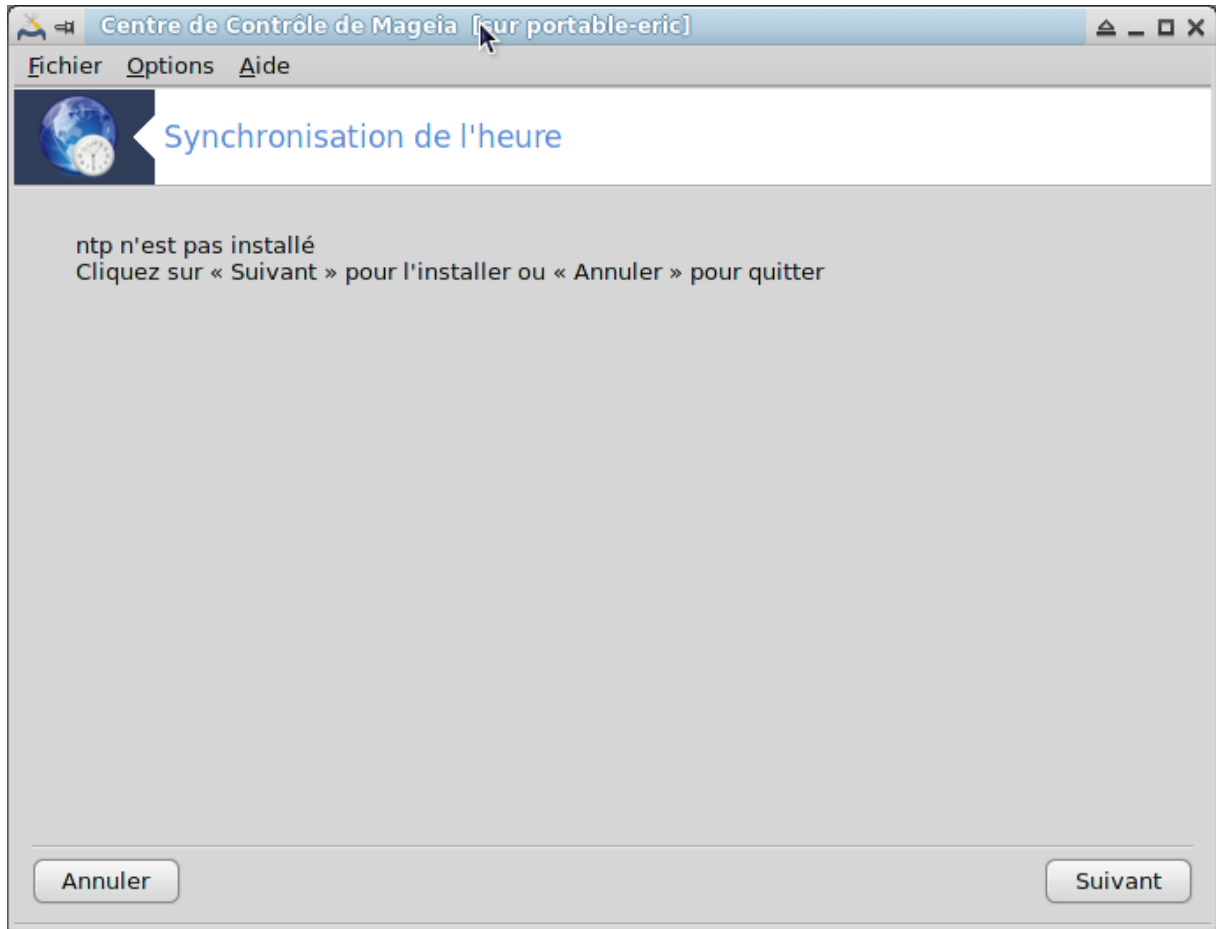 Centre de Contrôle de Mageia [sur portable-eric]
Fichier Options Aide
Synchronisation de l'heure
ntp n'est pas installé
Cliquez sur « Suivant » pour l'installer ou « Annuler » pour quitter
Annuler Suivant